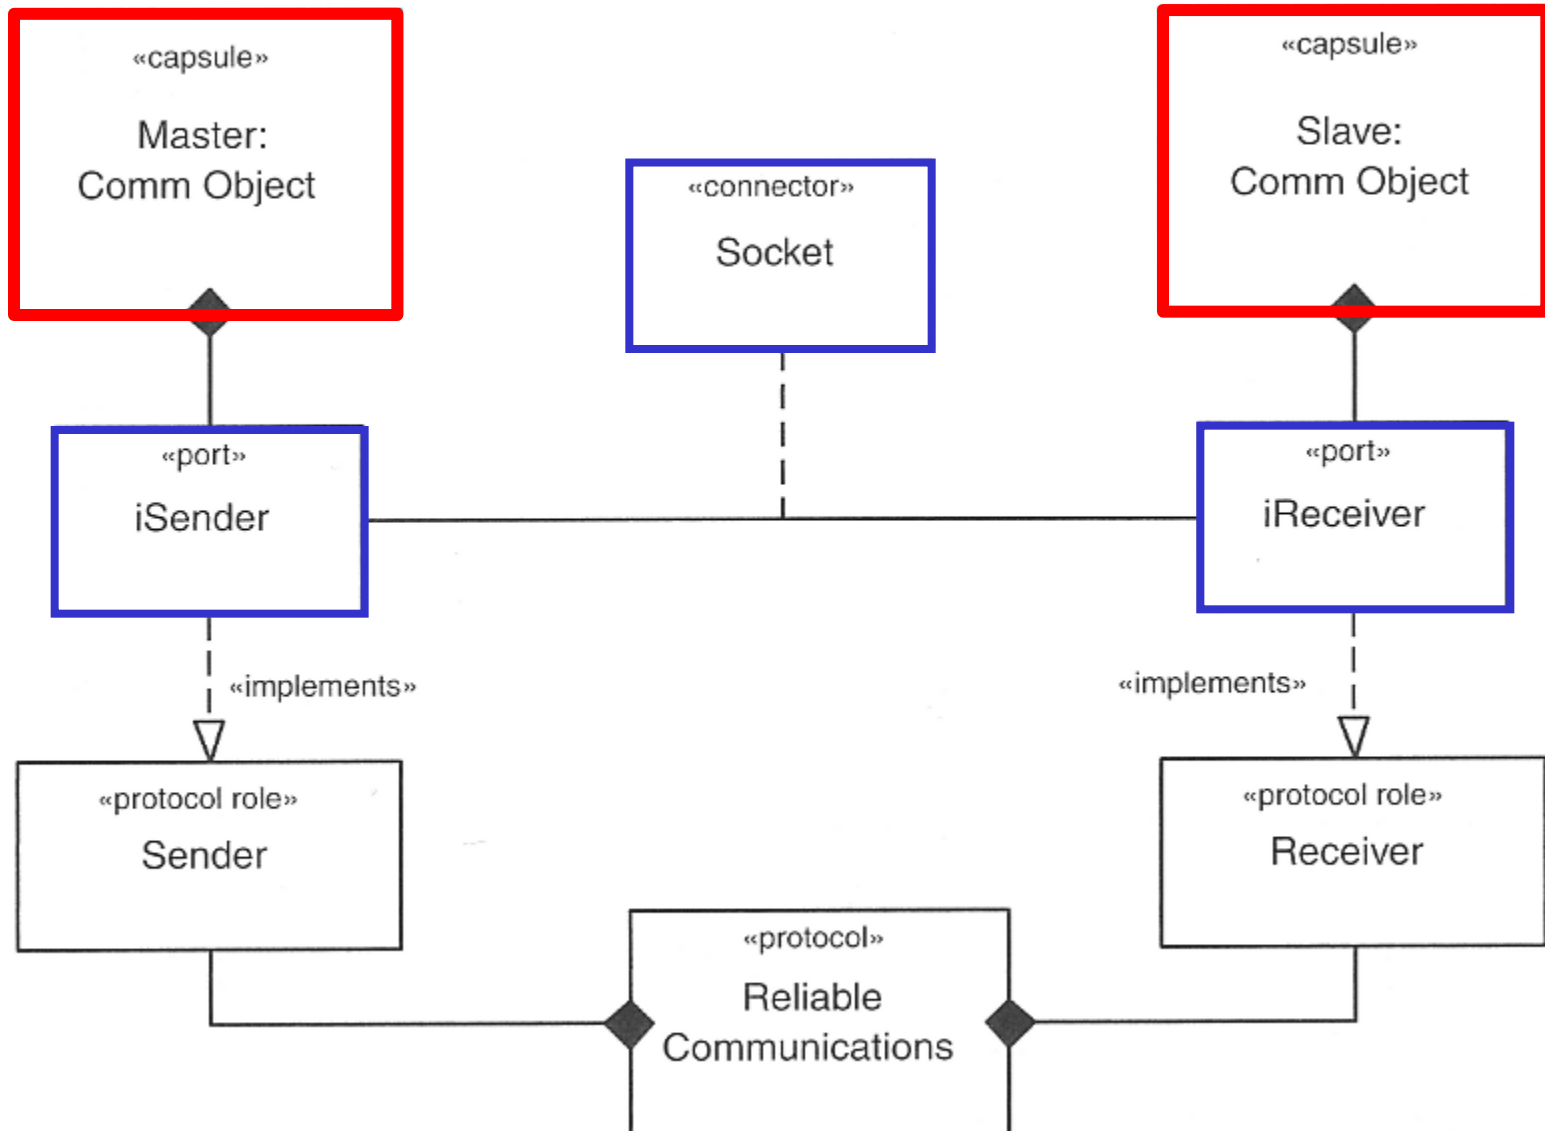 «capsule»
Master:
Comm Object
«capsule»
Slave:
Comm Object
«connector»
Socket
«port»
iSender
«port»
iReceiver
«implements»
«implements»
«protocol role»
Sender
«protocol role»
Receiver
«protocol»
Reliable
Communications